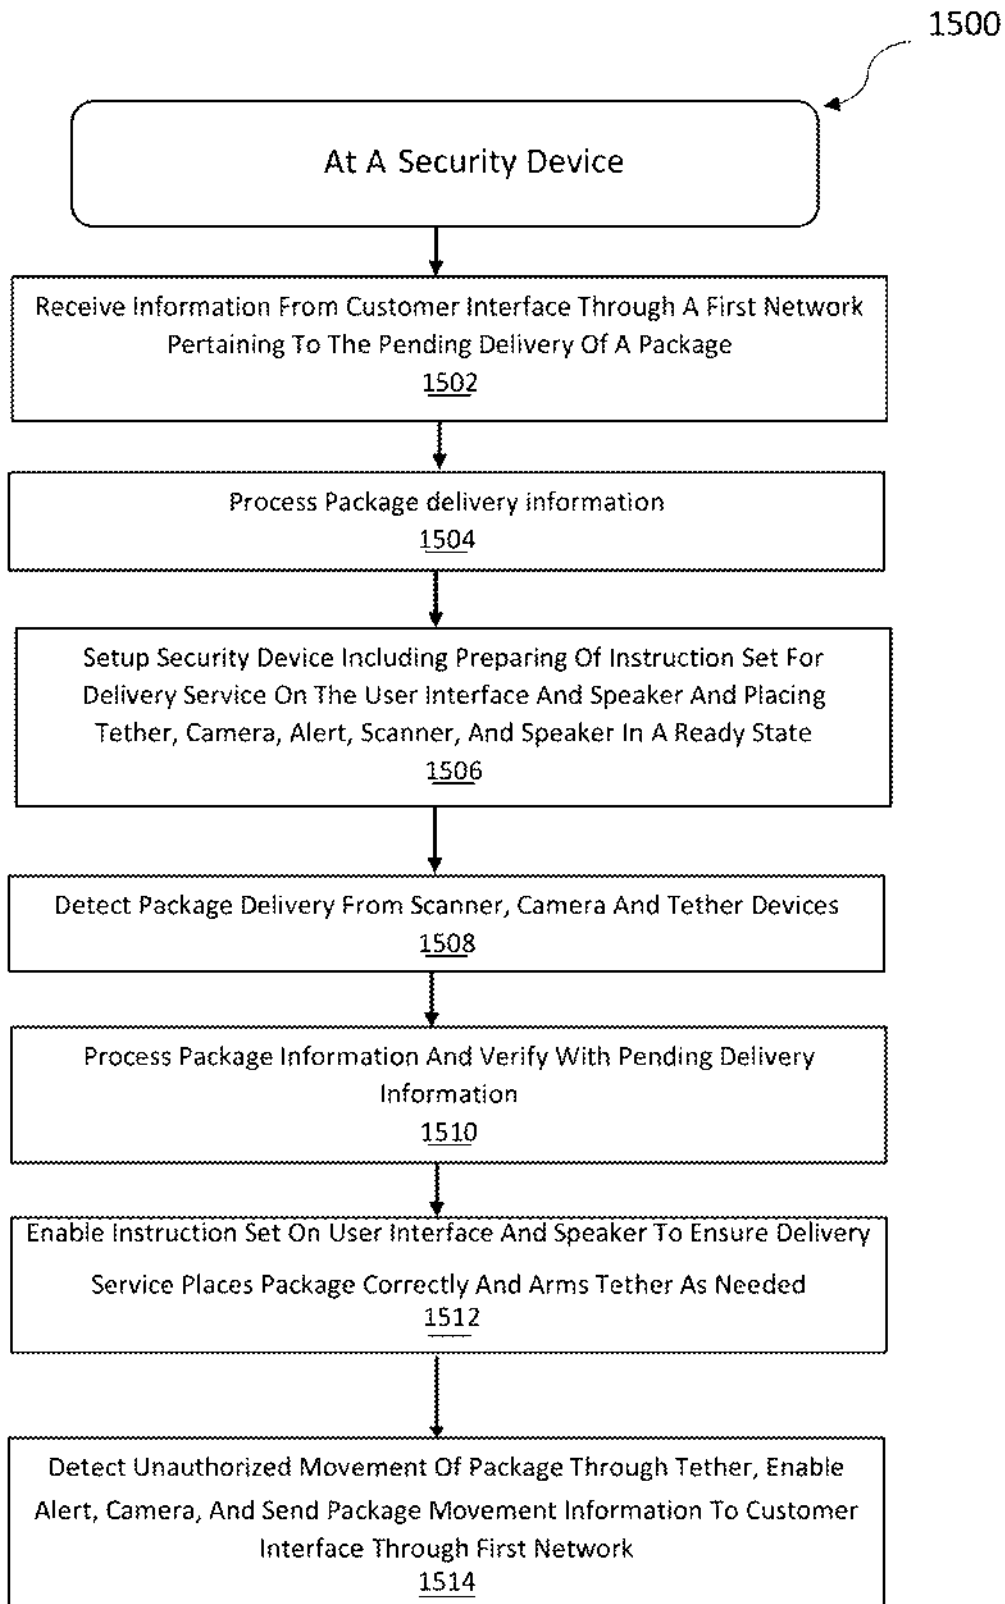 1500
At A Security Device
Receive Information From Customer Interface Through A First Network
Pertaining To The Pending Delivery Of A Package
1502
Process Package delivery information
1504
Setup Security Device Including Preparing Of Instruction Set For
Delivery Service On The User Interface And Speaker And Placing
Tether, Camera, Alert, Scanner, And Speaker In A Ready State
1506
Detect Package Delivery From Scanner, Camera And Tether Devices
1508
Process Package Information And Verify With Pending Delivery
Information
1510
Enable Instruction Set On User Interface And Speaker To Ensure Delivery
Service Places Package Correctly And Arms Tether As Needed
1512
Detect Unauthorized Movement Of Package Through Tether, Enable
Alert, Camera, And Send Package Movement Information To Customer
Interface Through First Network
1514